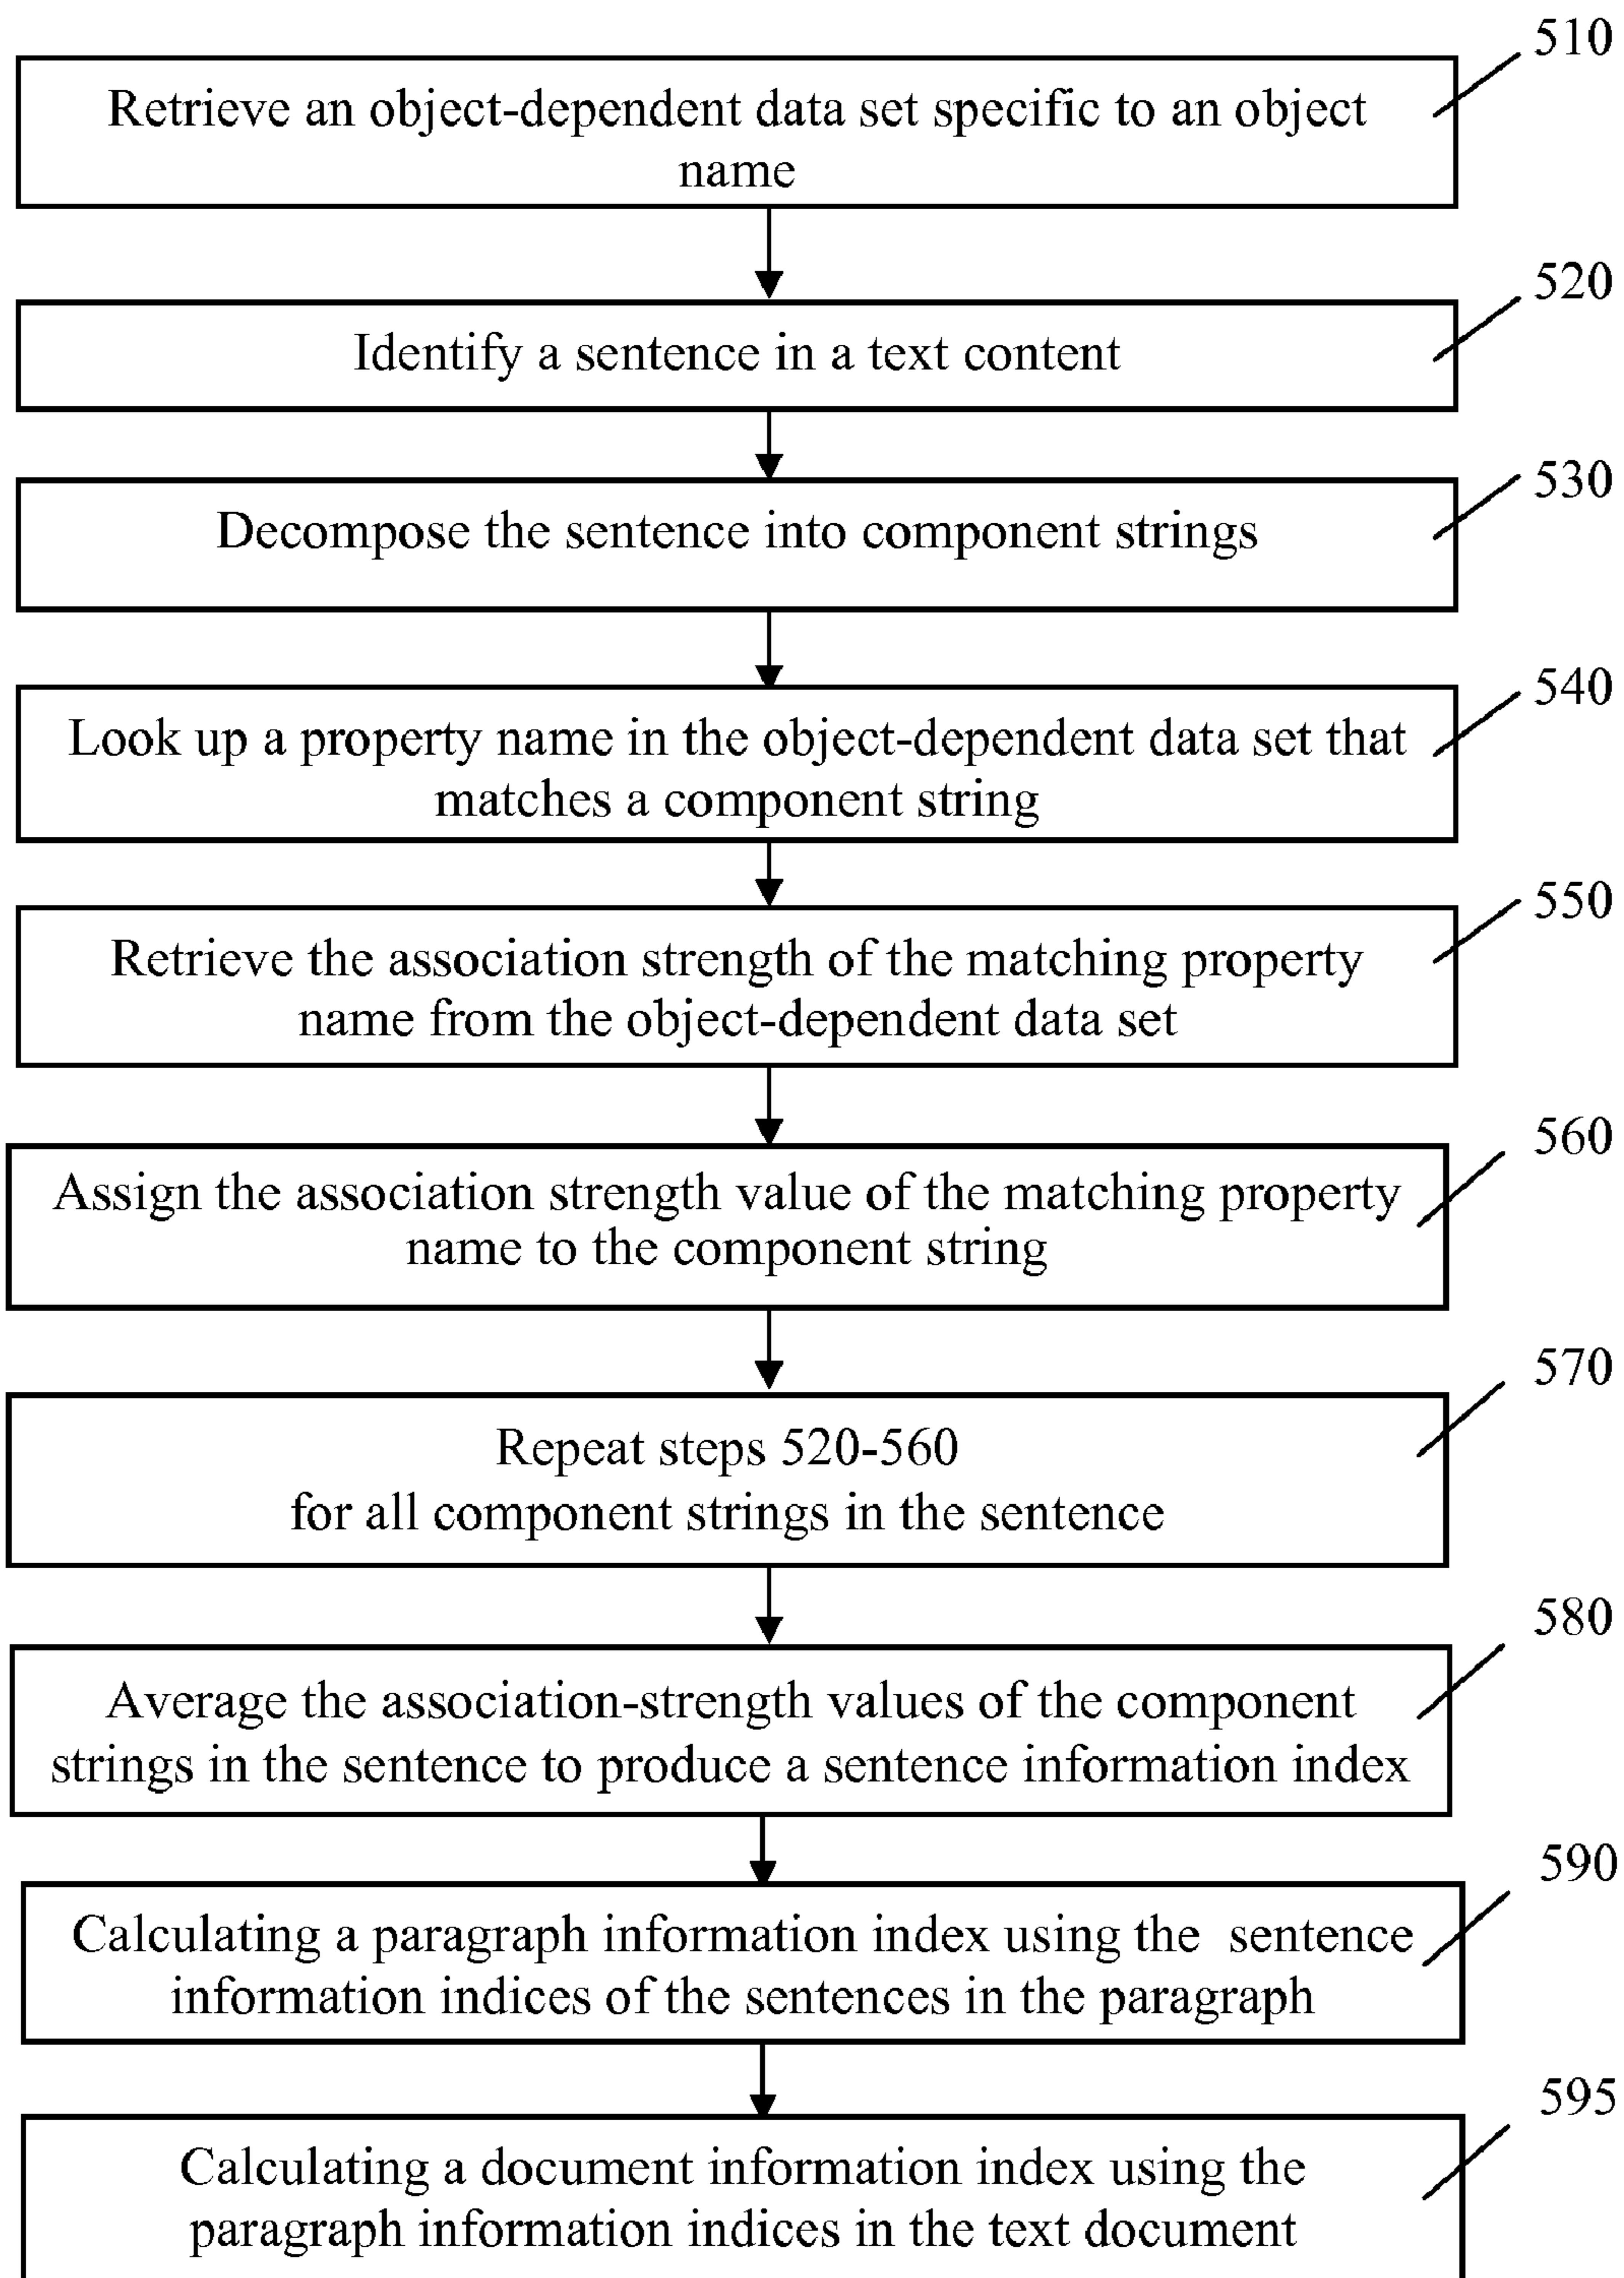 510
Retrieve an object-dependent data set specific to an object
name
520
Identify a sentence in a text content
530
Decompose the sentence into component strings
540
Look up a property name in the object-dependent data set that
matches a component string
550
Retrieve the association strength of the matching property
name from the object-dependent data set
560
Assign the association strength value of the matching property
name to the component string
570
Repeat steps 520-560
for all component strings in the sentence
580
Average the association-strength values of the component
strings in the sentence to produce a sentence information index
590
Calculating a paragraph information index using the sentence
information indices of the sentences in the paragraph
595
Calculating a document information index using the
paragraph information indices in the text document